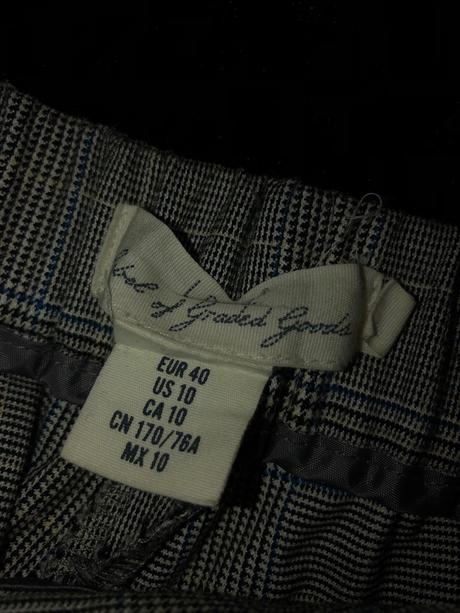 of Graded Goods
EUR 40
US 10
CA 10
CN 170/76A
MX 10